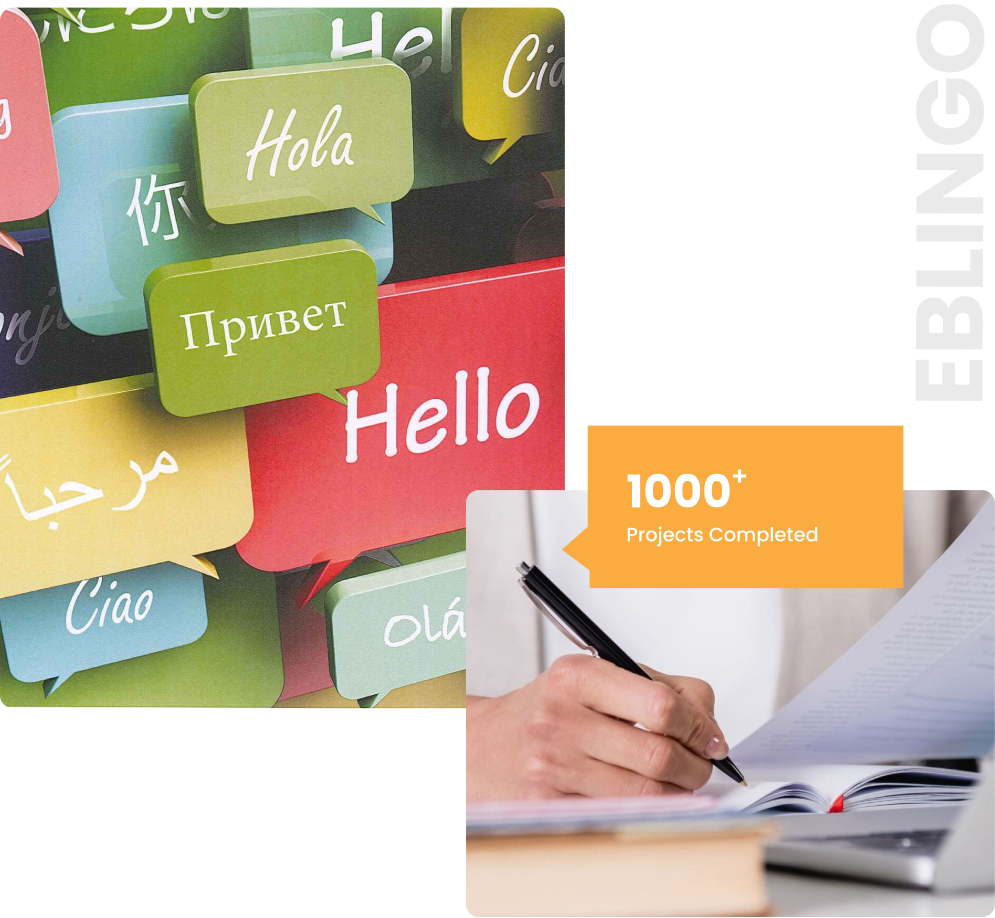 Hola
你
Привет
Hello
مرحباً
Ciao
Olá
EBLINGO
1000+
Projects Completed